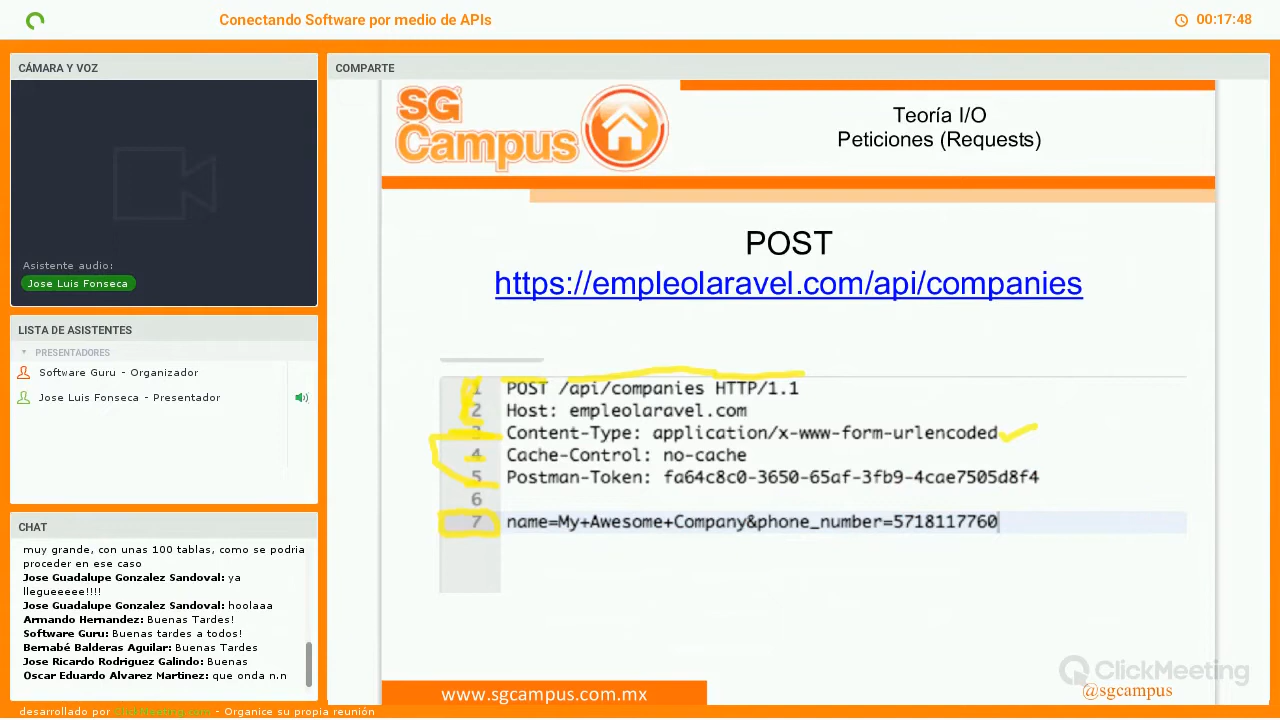 Conectando Software por medio de APIs
00:17:48
CÁMARA Y VOZ
Asistente audio:
Jose Luis Fonseca
LISTA DE ASISTENTES
PRESENTADORES
Software Guru - Organizador
Jose Luis Fonseca - Presentador
CHAT
muy grande, con unas 100 tablas, como se podria
proceder en ese caso
Jose Guadalupe Gonzalez Sandoval: ya
llegueeeee!!!!
Jose Guadalupe Gonzalez Sandoval: hoolaaa
Armando Hernandez: Buenas Tardes!
Software Guru: Buenas tardes a todos!
Bernabé Balderas Aguilar: Buenas Tardes
Jose Ricardo Rodriguez Galindo: Buenas
Oscar Eduardo Alvarez Martinez: que onda n.n
COMPARTE
SG
Campus
Teoría I/O
Peticiones (Requests)
POST
https://empleolaravel.com/api/companies
1 POST /api/companies HTTP/1.1
2 Host: empleolaravel.com
3 Content-Type: application/x-www-form-urlencoded
4 Cache-Control: no-cache
5 Postman-Token: fa64c8c0-3650-65af-3fb9-4cae7505d8f4
6
7 name=My+Awesome+Company&phone_number=5718117760
ClickMeeting
www.sgcampus.com.mx
@sgcampus
desarrollado por ClickMeeting.com - Organice su propia reunión